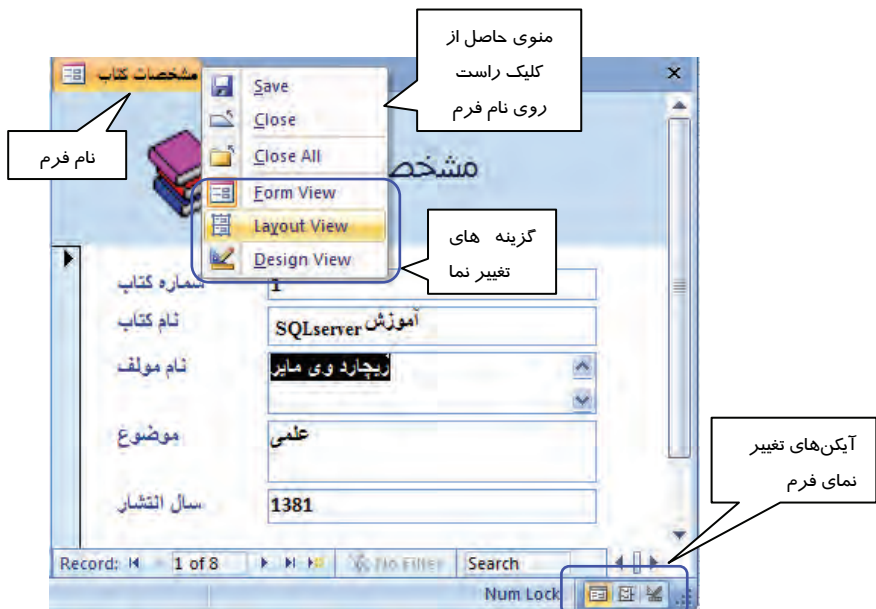 منوی حاصل از
کلیک راست
روی نام فرم
مشخصات کتاب
Save
Close
Close All
Form View
Layout View
Design View
نام فرم
مشخص
گزینه های
تغییر نما
شماره کتاب
1
نام کتاب
آموزش SQLserver
نام مولف
ریچارد وی مایر
موضوع
علمی
سال انتشار
1381
آیکن‌های تغییر
نمای فرم
Record: 1 of 8 No Filter Search
Num Lock